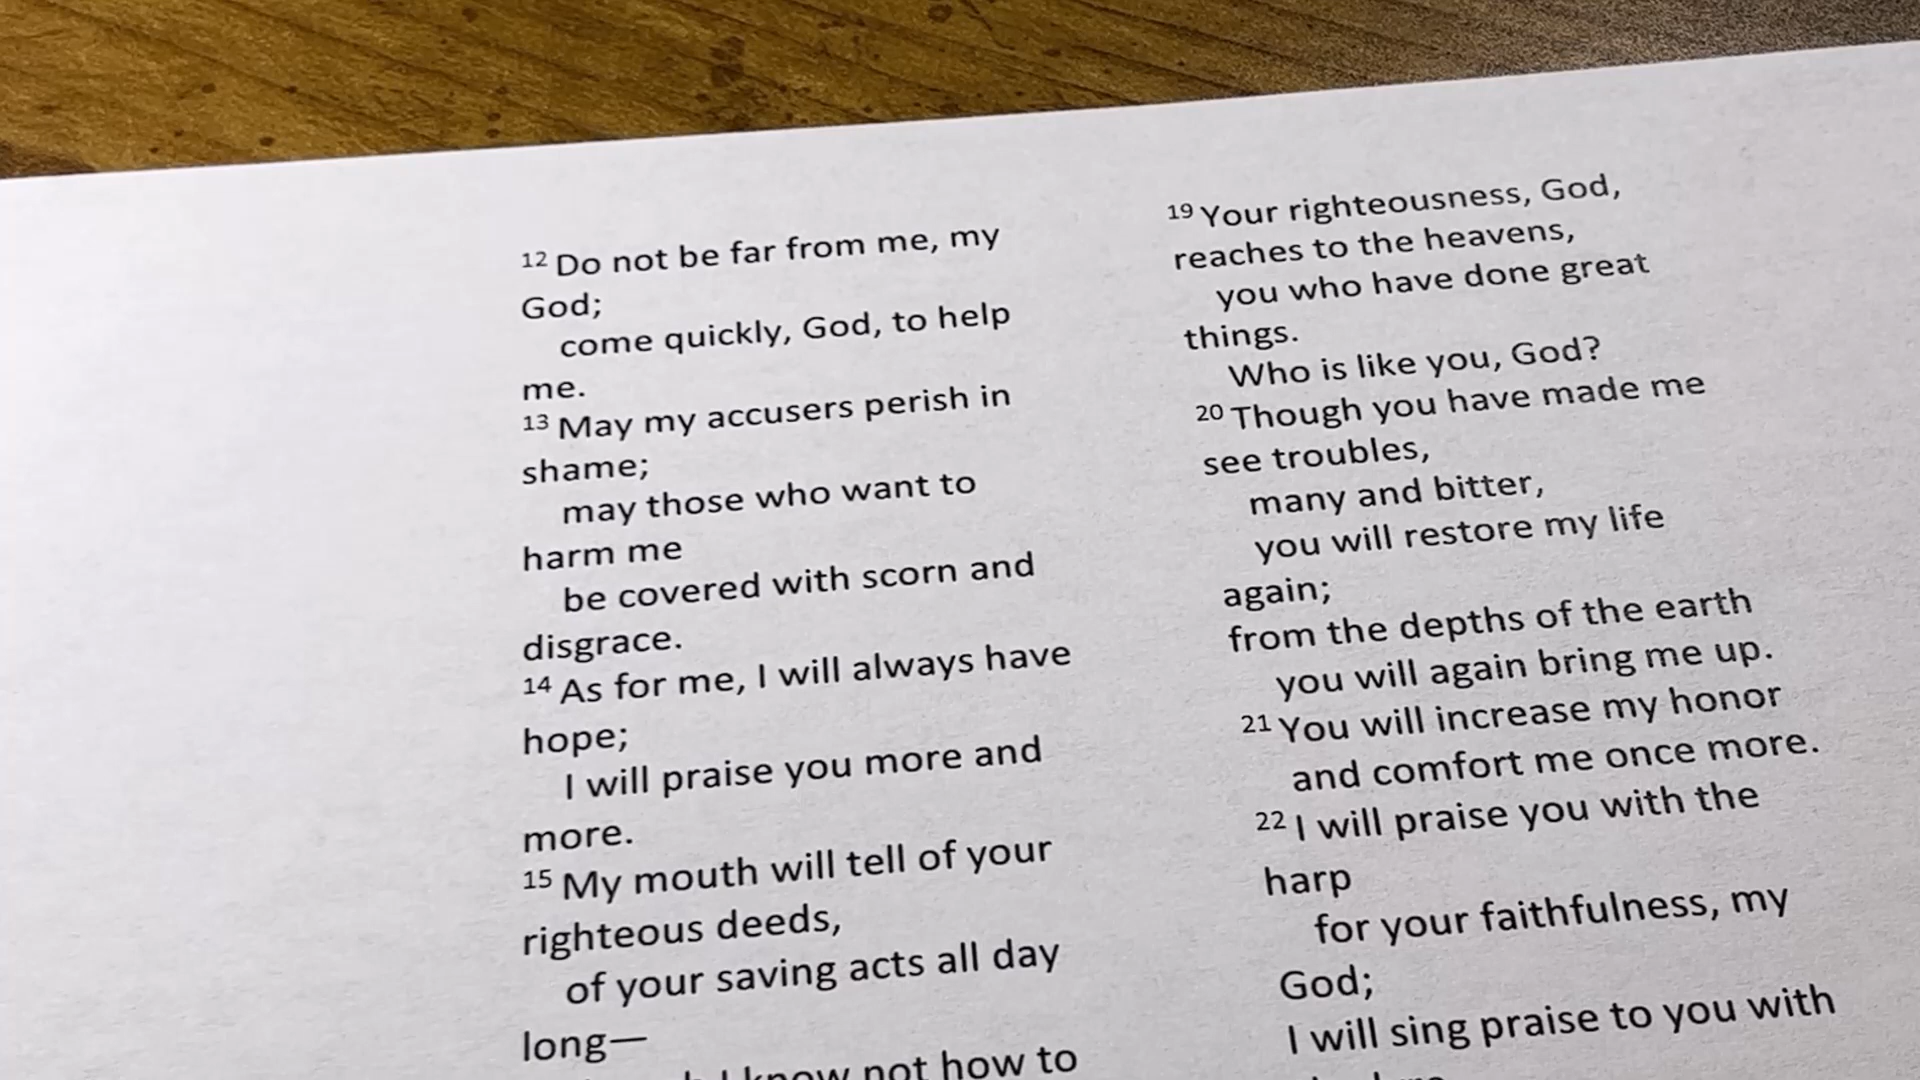 12 Do not be far from me, my
God;
come quickly, God, to help
me.
13 May my accusers perish in
shame;
may those who want to
harm me
be covered with scorn and
disgrace.
14 As for me, I will always have
hope;
I will praise you more and
more.
15 My mouth will tell of your
righteous deeds,
of your saving acts all day
long—
I know not how to
19 Your righteousness, God,
reaches to the heavens,
you who have done great
things.
Who is like you, God?
20 Though you have made me
see troubles,
many and bitter,
you will restore my life
again;
from the depths of the earth
you will again bring me up.
21 You will increase my honor
and comfort me once more.
22 I will praise you with the
harp
for your faithfulness, my
God;
I will sing praise to you with